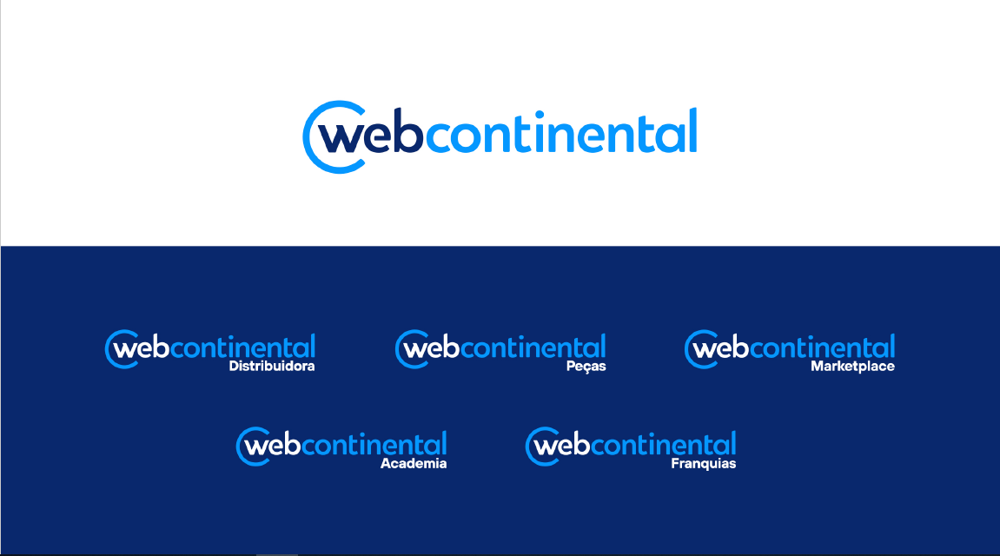 webcontinental
webcontinental
Distribuidora
webcontinental
Peças
webcontinental
Marketplace
webcontinental
Academia
webcontinental
Franquias